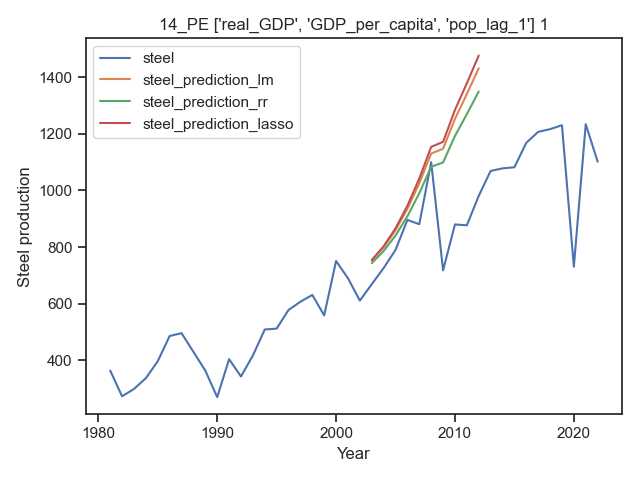 14_PE ['real_GDP', 'GDP_per_capita', 'pop_lag_1'] 1
steel
steel_prediction_lm
steel_prediction_rr
steel_prediction_lasso
Steel production
1400
1200
1000
800
600
400
1980
1990
2000
2010
2020
Year